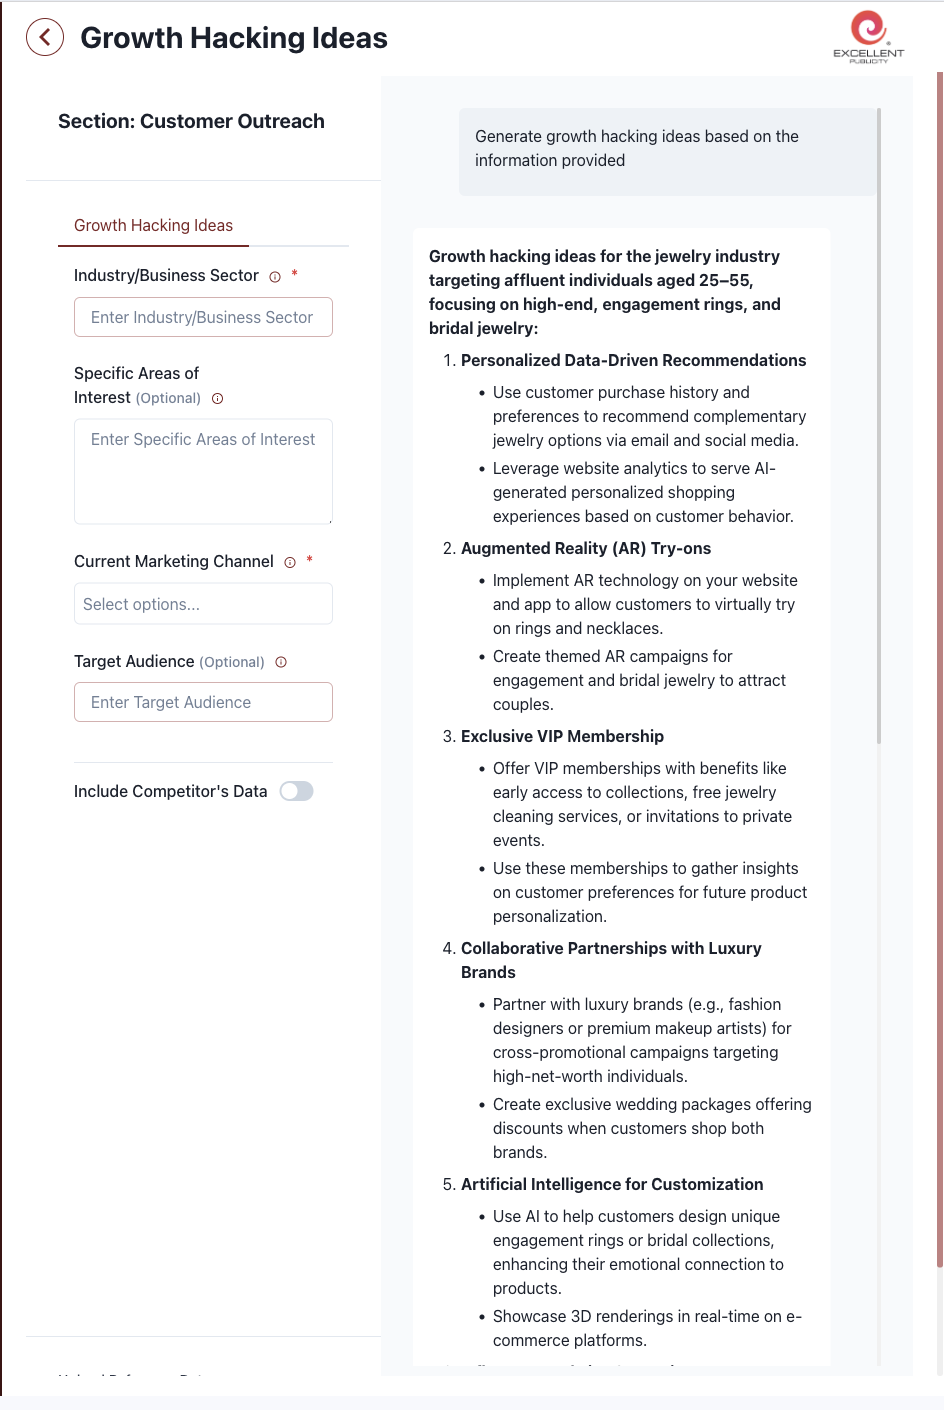 Growth Hacking Ideas
EXCELLENT
PUBLICITY
Section: Customer Outreach
Growth Hacking Ideas
Industry/Business Sector *
Enter Industry/Business Sector
Specific Areas of
Interest (Optional)
Enter Specific Areas of Interest
Current Marketing Channel *
Select options...
Target Audience (Optional)
Enter Target Audience
Include Competitor's Data
Generate growth hacking ideas based on the
information provided
Growth hacking ideas for the jewelry industry
targeting affluent individuals aged 25–55,
focusing on high-end, engagement rings, and
bridal jewelry:
1. Personalized Data-Driven Recommendations
• Use customer purchase history and
preferences to recommend complementary
jewelry options via email and social media.
• Leverage website analytics to serve AI-
generated personalized shopping
experiences based on customer behavior.
2. Augmented Reality (AR) Try-ons
• Implement AR technology on your website
and app to allow customers to virtually try
on rings and necklaces.
• Create themed AR campaigns for
engagement and bridal jewelry to attract
couples.
3. Exclusive VIP Membership
• Offer VIP memberships with benefits like
early access to collections, free jewelry
cleaning services, or invitations to private
events.
• Use these memberships to gather insights
on customer preferences for future product
personalization.
4. Collaborative Partnerships with Luxury
Brands
• Partner with luxury brands (e.g., fashion
designers or premium makeup artists) for
cross-promotional campaigns targeting
high-net-worth individuals.
• Create exclusive wedding packages offering
discounts when customers shop both
brands.
5. Artificial Intelligence for Customization
• Use AI to help customers design unique
engagement rings or bridal collections,
enhancing their emotional connection to
products.
• Showcase 3D renderings in real-time on e-
commerce platforms.